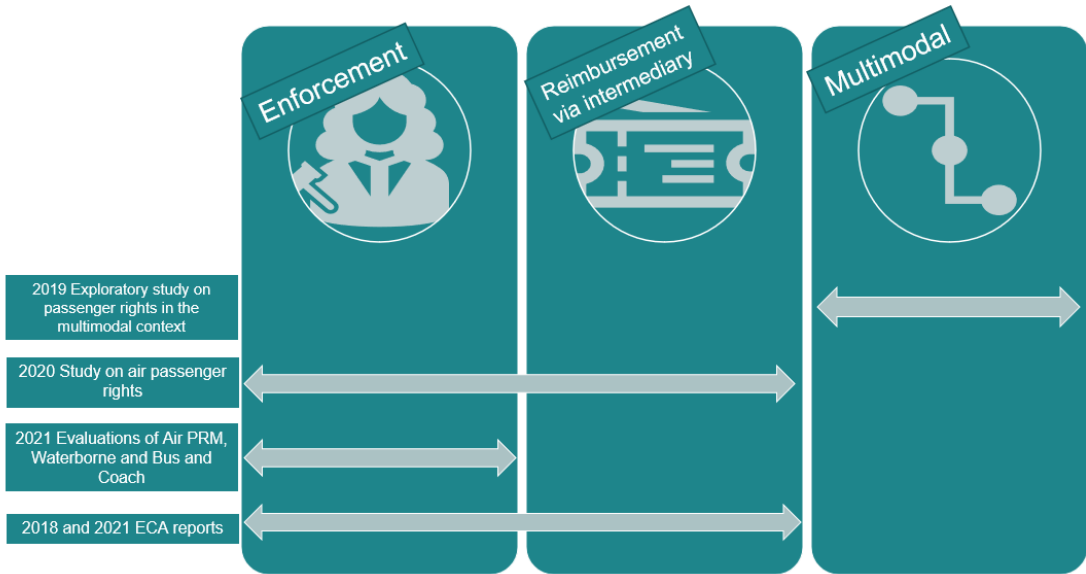 Enforcement
Reimbursement
via intermediary
Multimodal
2019 Exploratory study on
passenger rights in the
multimodal context
2020 Study on air passenger
rights
2021 Evaluations of Air PRM,
Waterborne and Bus and
Coach
2018 and 2021 ECA reports